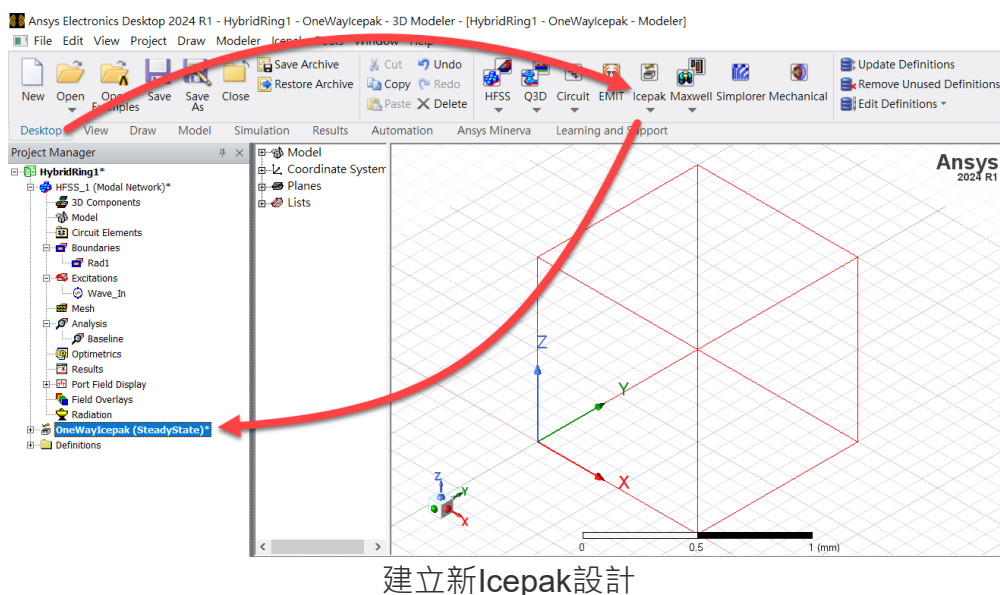 Ansys Electronics Desktop 2024 R1 - HybridRing1 - OneWayIcepak - 3D Modeler - [HybridRing1 - OneWayIcepak - Modeler]
File Edit View Project Draw Modeler Icepak Tools Window Help
Save Archive Cut Undo Update Definitions
Restore Archive Copy Redo Remove Unused Definitions
New Open Open Examples Save Save As Close Paste Delete HFSS Q3D Circuit EMIT Icepak Maxwell Simplorer Mechanical Edit Definitions
Desktop View Draw Model Simulation Results Automation Ansys Minerva Learning and Support
Project Manager
HybridRing1*
HFSS_1 (Modal Network)*
3D Components
Model
Circuit Elements
Boundaries
Rad1
Excitations
Wave_In
Mesh
Analysis
Baseline
Optimetrics
Results
Port Field Display
Field Overlays
Radiation
OneWayIcepak (SteadyState)*
Definitions
Model
Coordinate System
Planes
Lists
Ansys
2024 R1
Z
Y
X
Z
Y
X
0 0.5 1 (mm)
建立新Icepak設計